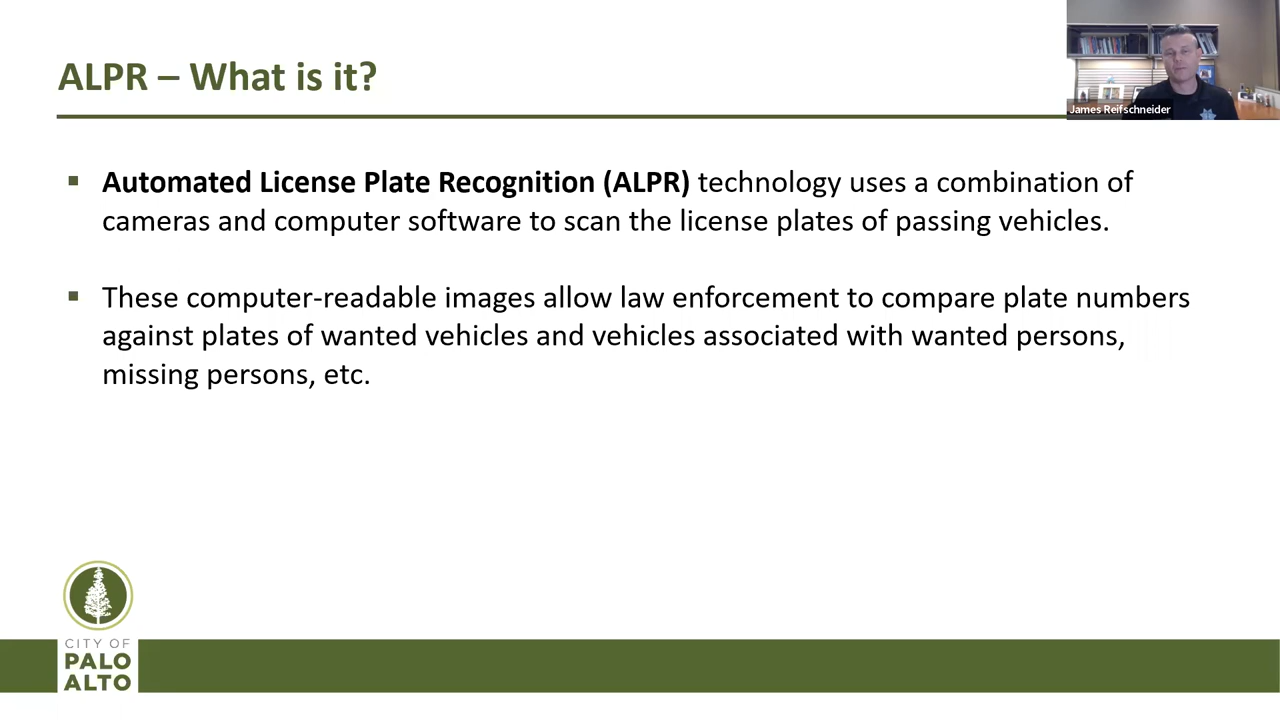 ALPR – What is it?
James Reifschneider
▪ Automated License Plate Recognition (ALPR) technology uses a combination of
cameras and computer software to scan the license plates of passing vehicles.
▪ These computer-readable images allow law enforcement to compare plate numbers
against plates of wanted vehicles and vehicles associated with wanted persons,
missing persons, etc.
CITY OF
PALO
ALTO